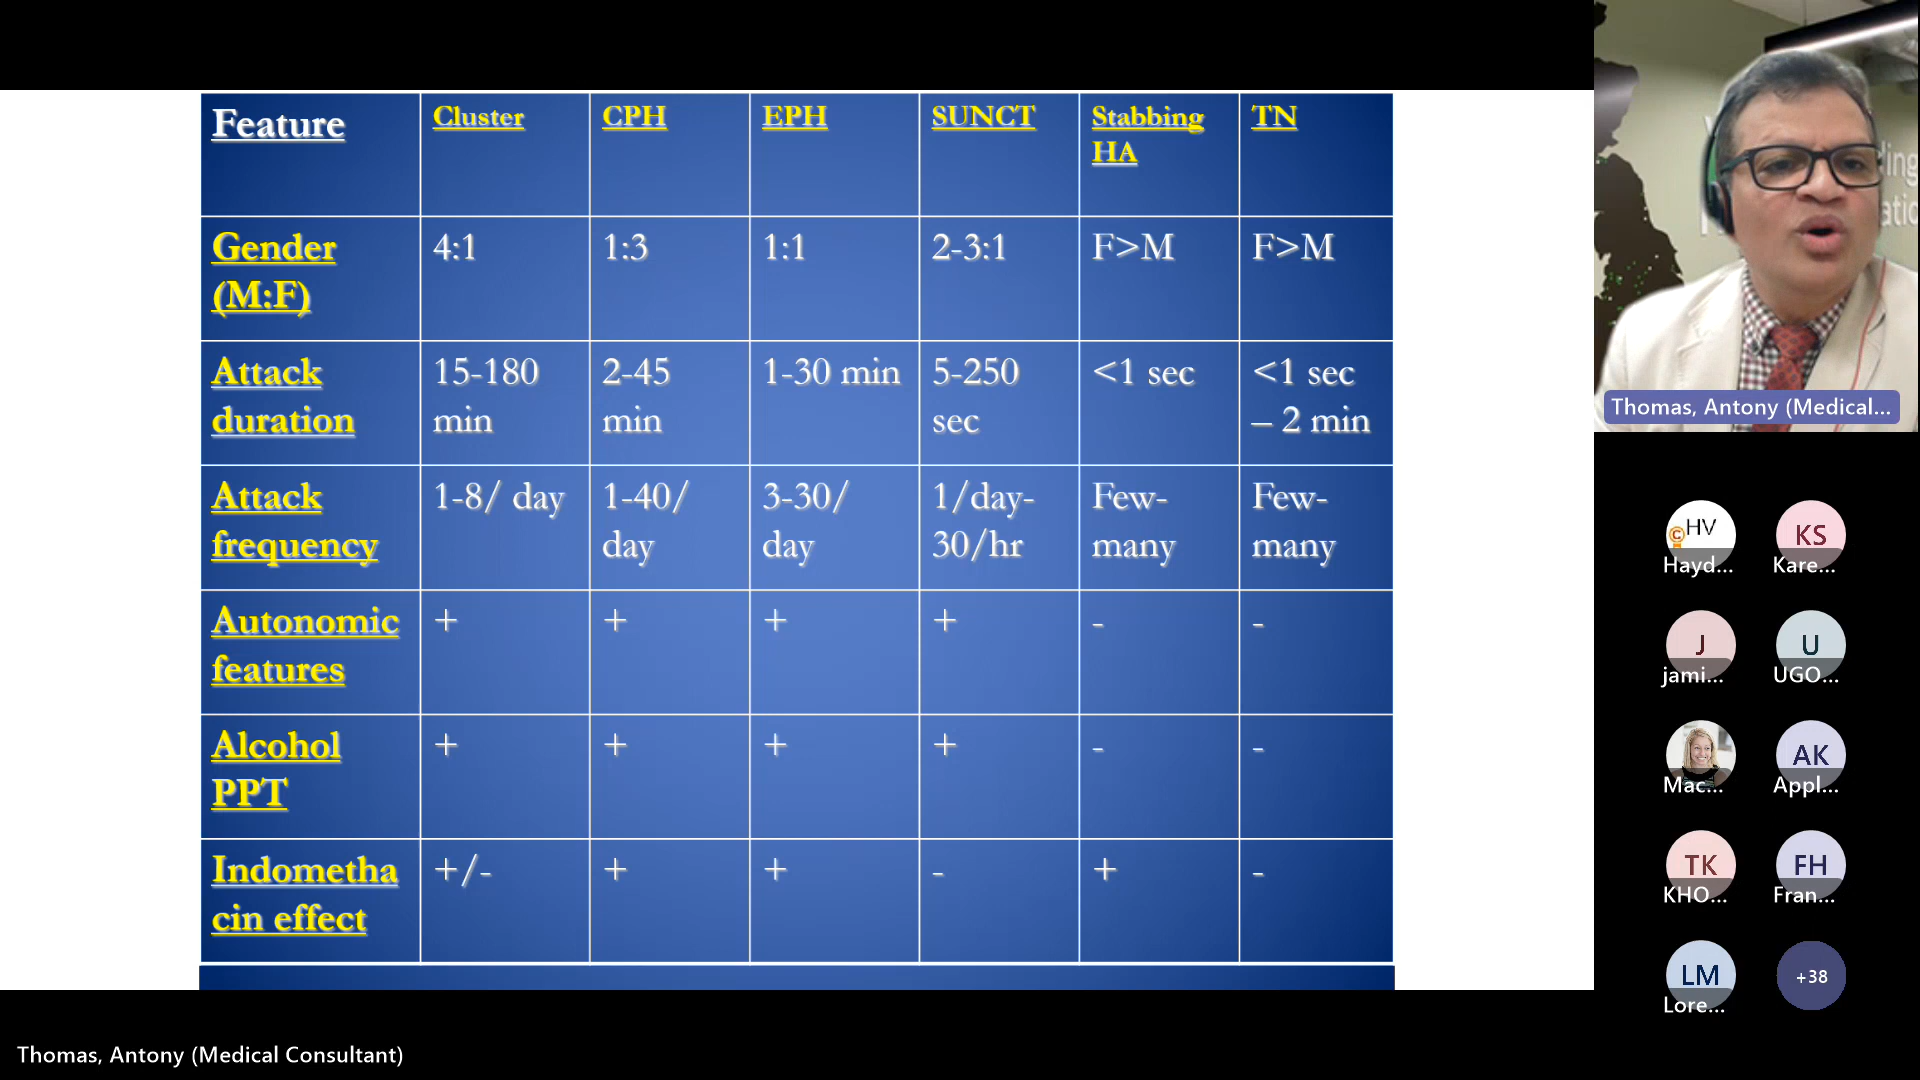 Feature
Cluster
CPH
EPH
SUNCT
Stabbing
HA
TN
Gender
(M:F)
4:1
1:3
1:1
2-3:1
F>M
F>M
Attack
duration
15-180
min
2-45
min
1-30 min
5-250
sec
<1 sec
<1 sec
– 2 min
Attack
frequency
1-8/ day
1-40/
day
3-30/
day
1/day-
30/hr
Few-
many
Few-
many
Autonomic
features
+
+
+
+
-
-
Alcohol
PPT
+
+
+
+
-
-
Indometha
cin effect
+/-
+
+
-
+
-
Thomas, Antony (Medical...
HV
Hayd...
KS
Kare...
J
jami...
U
UGO...
Mac...
AK
Appl...
TK
KHO...
FH
Fran...
LM
Lore...
+38
Thomas, Antony (Medical Consultant)